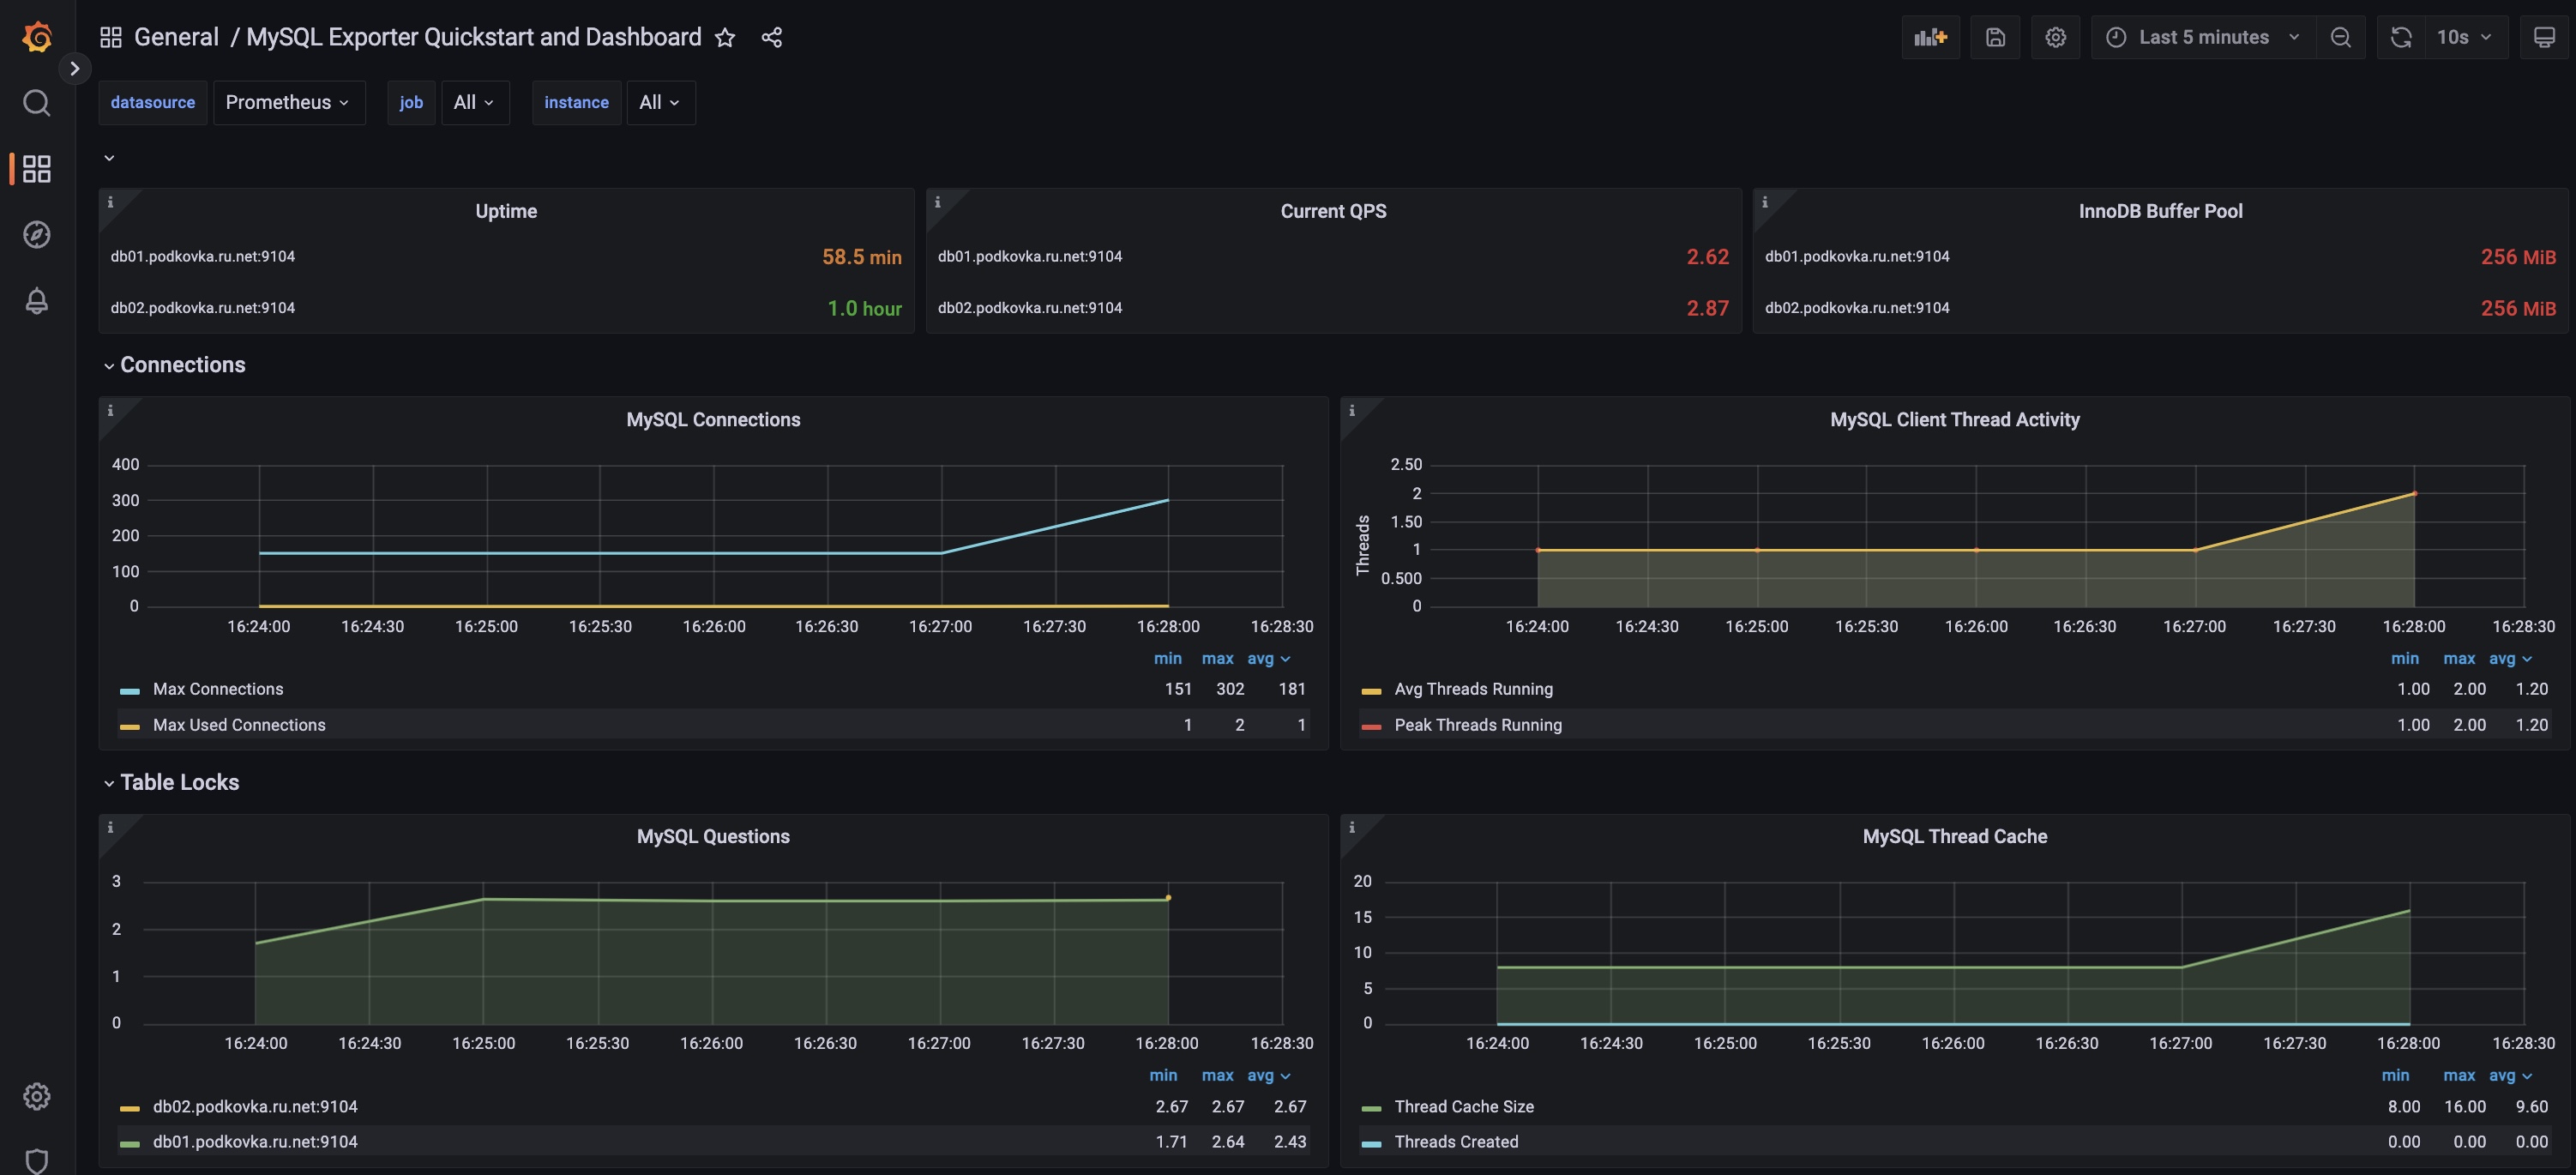 General / MySQL Exporter Quickstart and Dashboard
Last 5 minutes
10s
datasource Prometheus job All instance All
i
Uptime
db01.podkovka.ru.net:9104 58.5 min
db02.podkovka.ru.net:9104 1.0 hour
i
Current QPS
db01.podkovka.ru.net:9104 2.62
db02.podkovka.ru.net:9104 2.87
i
InnoDB Buffer Pool
db01.podkovka.ru.net:9104 256 MiB
db02.podkovka.ru.net:9104 256 MiB
Connections
i
MySQL Connections
400
300
200
100
0
16:24:00 16:24:30 16:25:00 16:25:30 16:26:00 16:26:30 16:27:00 16:27:30 16:28:00 16:28:30
min max avg
Max Connections 151 302 181
Max Used Connections 1 2 1
i
MySQL Client Thread Activity
Threads
2.50
2
1.50
1
0.500
0
16:24:00 16:24:30 16:25:00 16:25:30 16:26:00 16:26:30 16:27:00 16:27:30 16:28:00 16:28:30
min max avg
Avg Threads Running 1.00 2.00 1.20
Peak Threads Running 1.00 2.00 1.20
Table Locks
i
MySQL Questions
3
2
1
0
16:24:00 16:24:30 16:25:00 16:25:30 16:26:00 16:26:30 16:27:00 16:27:30 16:28:00 16:28:30
min max avg
db02.podkovka.ru.net:9104 2.67 2.67 2.67
db01.podkovka.ru.net:9104 1.71 2.64 2.43
i
MySQL Thread Cache
20
15
10
5
0
16:24:00 16:24:30 16:25:00 16:25:30 16:26:00 16:26:30 16:27:00 16:27:30 16:28:00 16:28:30
min max avg
Thread Cache Size 8.00 16.00 9.60
Threads Created 0.00 0.00 0.00